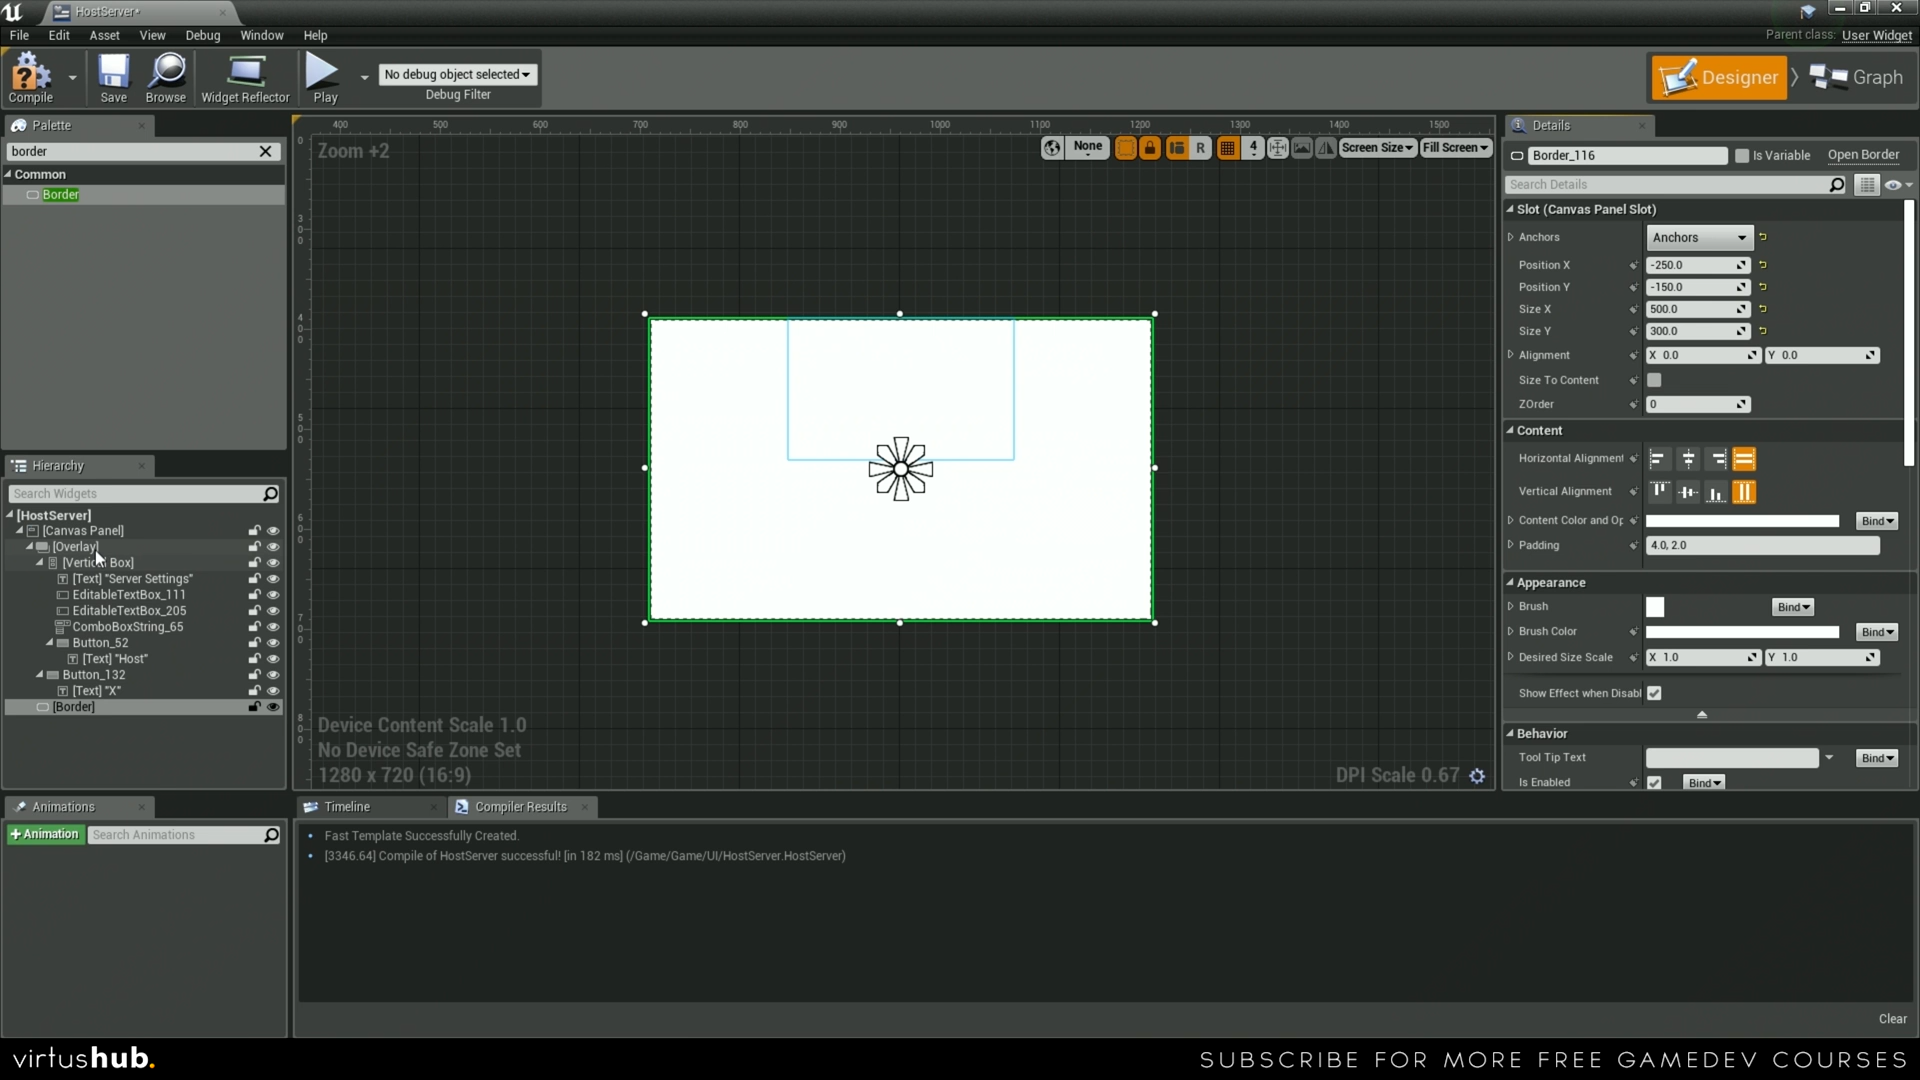 HostServer*
File Edit Asset View Debug Window Help
Parent class: User Widget
Compile
Save
Browse
Widget Reflector
Play
No debug object selected
Debug Filter
Designer
Graph
Palette
border
Common
Border
Hierarchy
Search Widgets
[HostServer]
[Canvas Panel]
[Overlay]
[Vertical Box]
[Text] "Server Settings"
EditableTextBox_111
EditableTextBox_205
ComboBoxString_65
Button_52
[Text] "Host"
Button_132
[Text] "X"
[Border]
Animations
+Animation
Search Animations
400 500 600 700 800 900 1000 1100 1200 1300 1400 1500
Zoom +2
None
R
4
Screen Size
Fill Screen
Device Content Scale 1.0
No Device Safe Zone Set
1280 x 720 (16:9)
DPI Scale 0.67
Timeline
Compiler Results
Fast Template Successfully Created.
[3346.64] Compile of HostServer successful! [in 182 ms] (/Game/Game/UI/HostServer.HostServer)
Clear
Details
Border_116
Is Variable
Open Border
Search Details
Slot (Canvas Panel Slot)
Anchors Anchors
Position X -250.0
Position Y -150.0
Size X 500.0
Size Y 300.0
Alignment X 0.0 Y 0.0
Size To Content
ZOrder 0
Content
Horizontal Alignment
Vertical Alignment
Content Color and Op Bind
Padding 4.0, 2.0
Appearance
Brush Bind
Brush Color Bind
Desired Size Scale X 1.0 Y 1.0
Show Effect when Disabl
Behavior
Tool Tip Text Bind
Is Enabled Bind
virtushub.
SUBSCRIBE FOR MORE FREE GAMEDEV COURSES